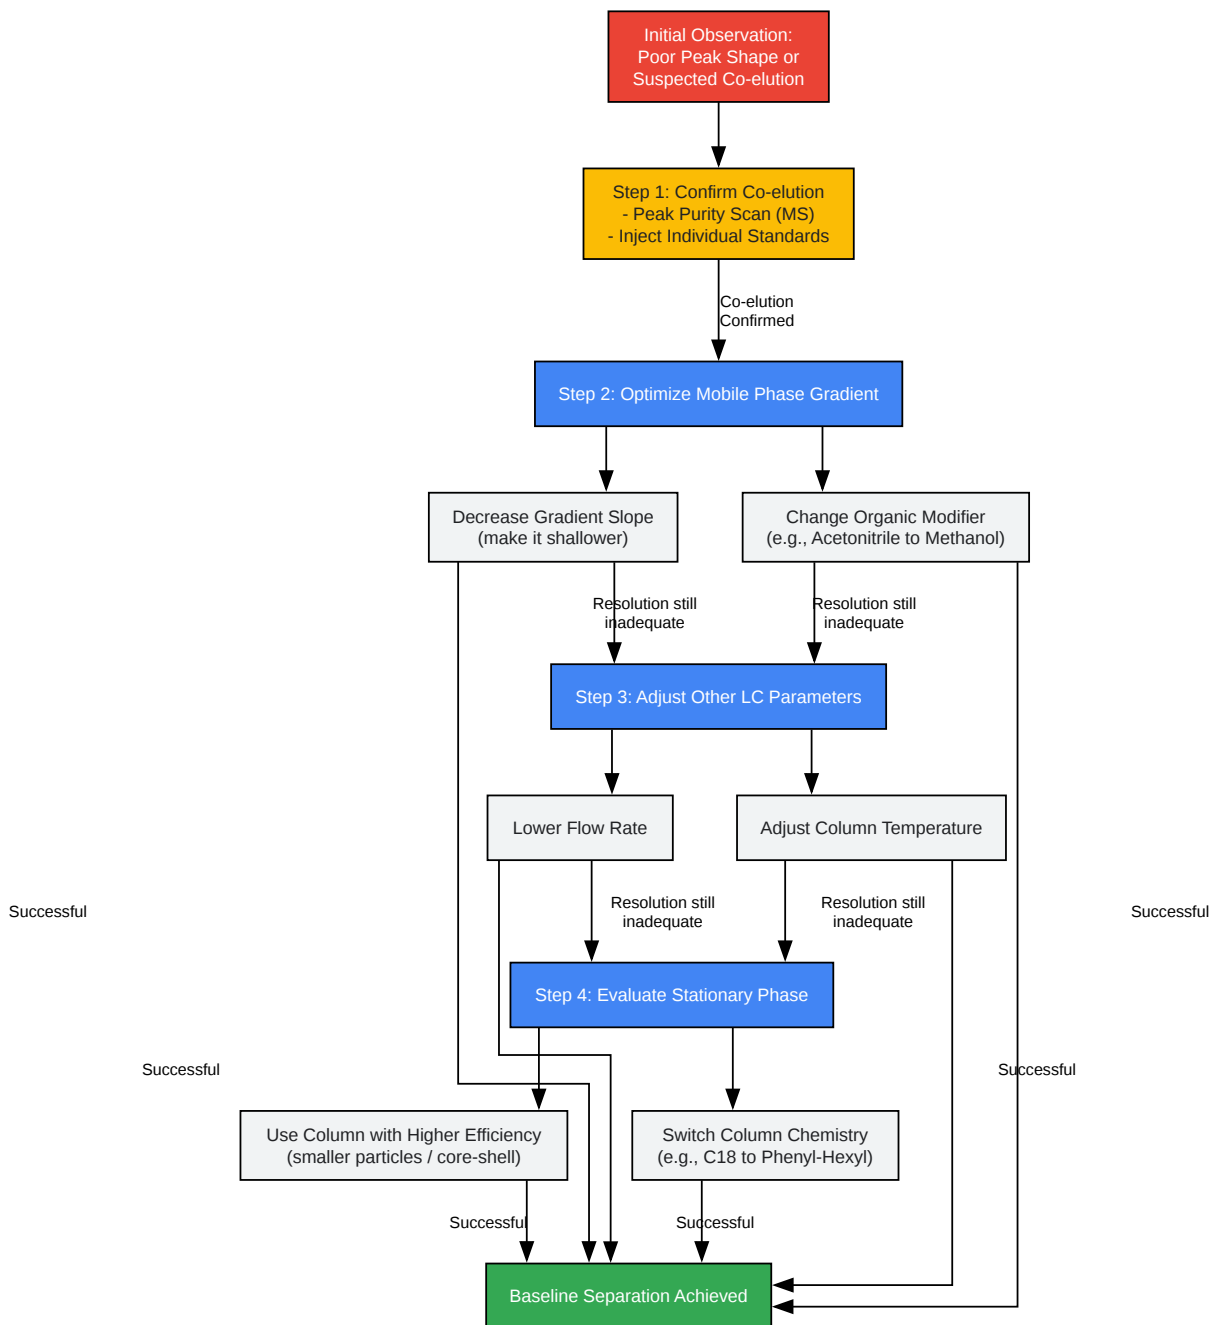 Initial Observation:
Poor Peak Shape or
Suspected Co-elution
Step 1: Confirm Co-elution
- Peak Purity Scan (MS)
- Inject Individual Standards
Co-elution
Confirmed
Step 2: Optimize Mobile Phase Gradient
Decrease Gradient Slope
(make it shallower)
Change Organic Modifier
(e.g., Acetonitrile to Methanol)
Resolution still
inadequate
Resolution still
inadequate
Step 3: Adjust Other LC Parameters
Lower Flow Rate
Adjust Column Temperature
Resolution still
inadequate
Resolution still
inadequate
Successful
Successful
Step 4: Evaluate Stationary Phase
Successful
Successful
Use Column with Higher Efficiency
(smaller particles / core-shell)
Switch Column Chemistry
(e.g., C18 to Phenyl-Hexyl)
Successful
Successful
Baseline Separation Achieved